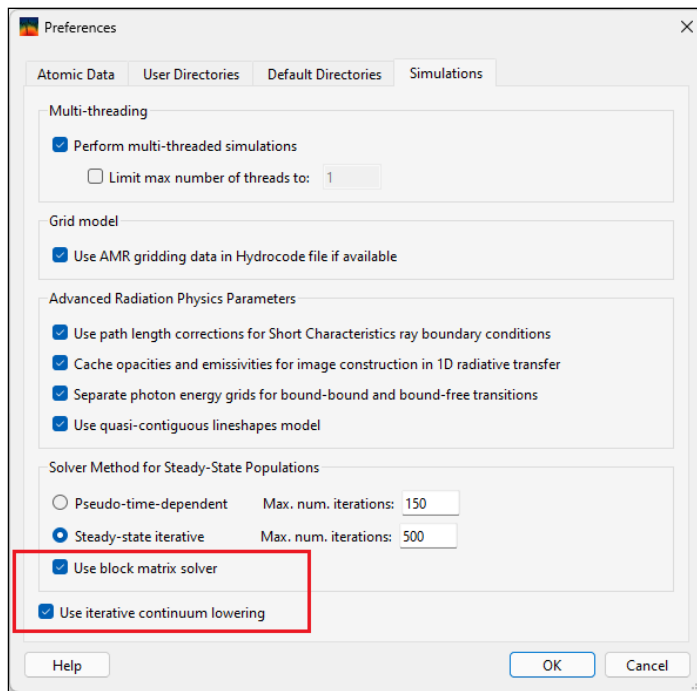 Preferences
Atomic Data User Directories Default Directories Simulations
Multi-threading
Perform multi-threaded simulations
Limit max number of threads to: 1
Grid model
Use AMR gridding data in Hydrocode file if available
Advanced Radiation Physics Parameters
Use path length corrections for Short Characteristics ray boundary conditions
Cache opacities and emissivities for image construction in 1D radiative transfer
Separate photon energy grids for bound-bound and bound-free transitions
Use quasi-contiguous lineshapes model
Solver Method for Steady-State Populations
Pseudo-time-dependent Max. num. iterations: 150
Steady-state iterative Max. num. iterations: 500
Use block matrix solver
Use iterative continuum lowering
Help OK Cancel